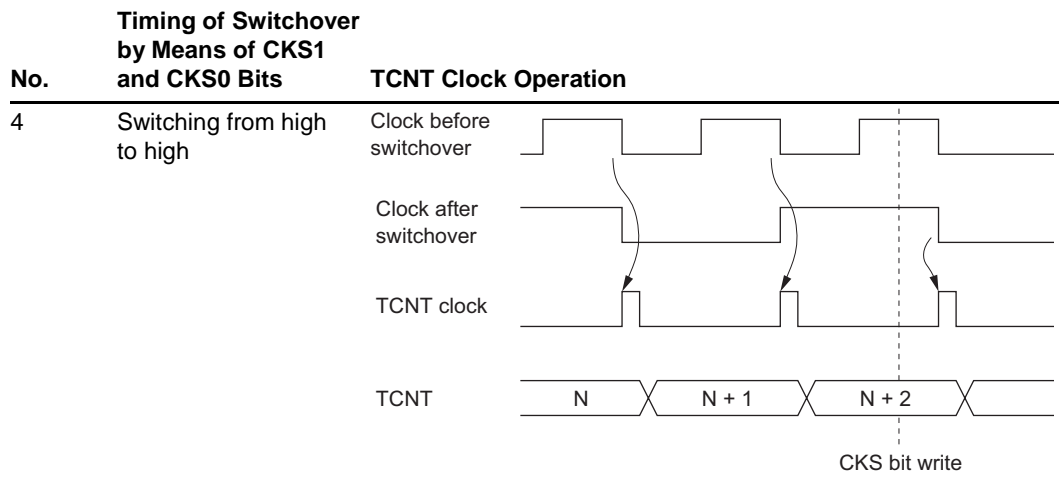 No.
Timing of Switchover
by Means of CKS1
and CKS0 Bits
TCNT Clock Operation
4
Switching from high
to high
Clock before
switchover
Clock after
switchover
TCNT clock
TCNT
N
N + 1
N + 2
CKS bit write